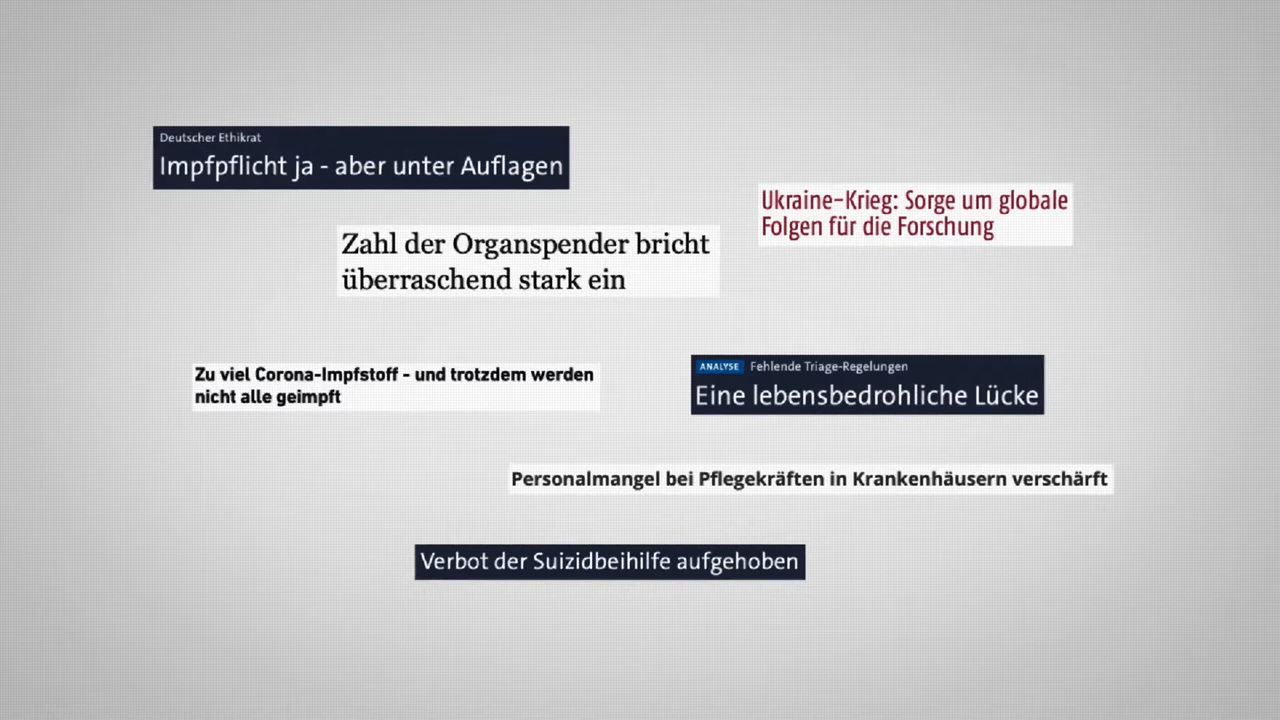 Deutscher Ethikrat
Impfpflicht ja - aber unter Auflagen
Ukraine-Krieg: Sorge um globale
Folgen für die Forschung
Zahl der Organspender bricht
überraschend stark ein
Zu viel Corona-Impfstoff - und trotzdem werden
nicht alle geimpft
ANALYSE Fehlende Triage-Regelungen
Eine lebensbedrohliche Lücke
Personalmangel bei Pflegekräften in Krankenhäusern verschärft
Verbot der Suizidbeihilfe aufgehoben